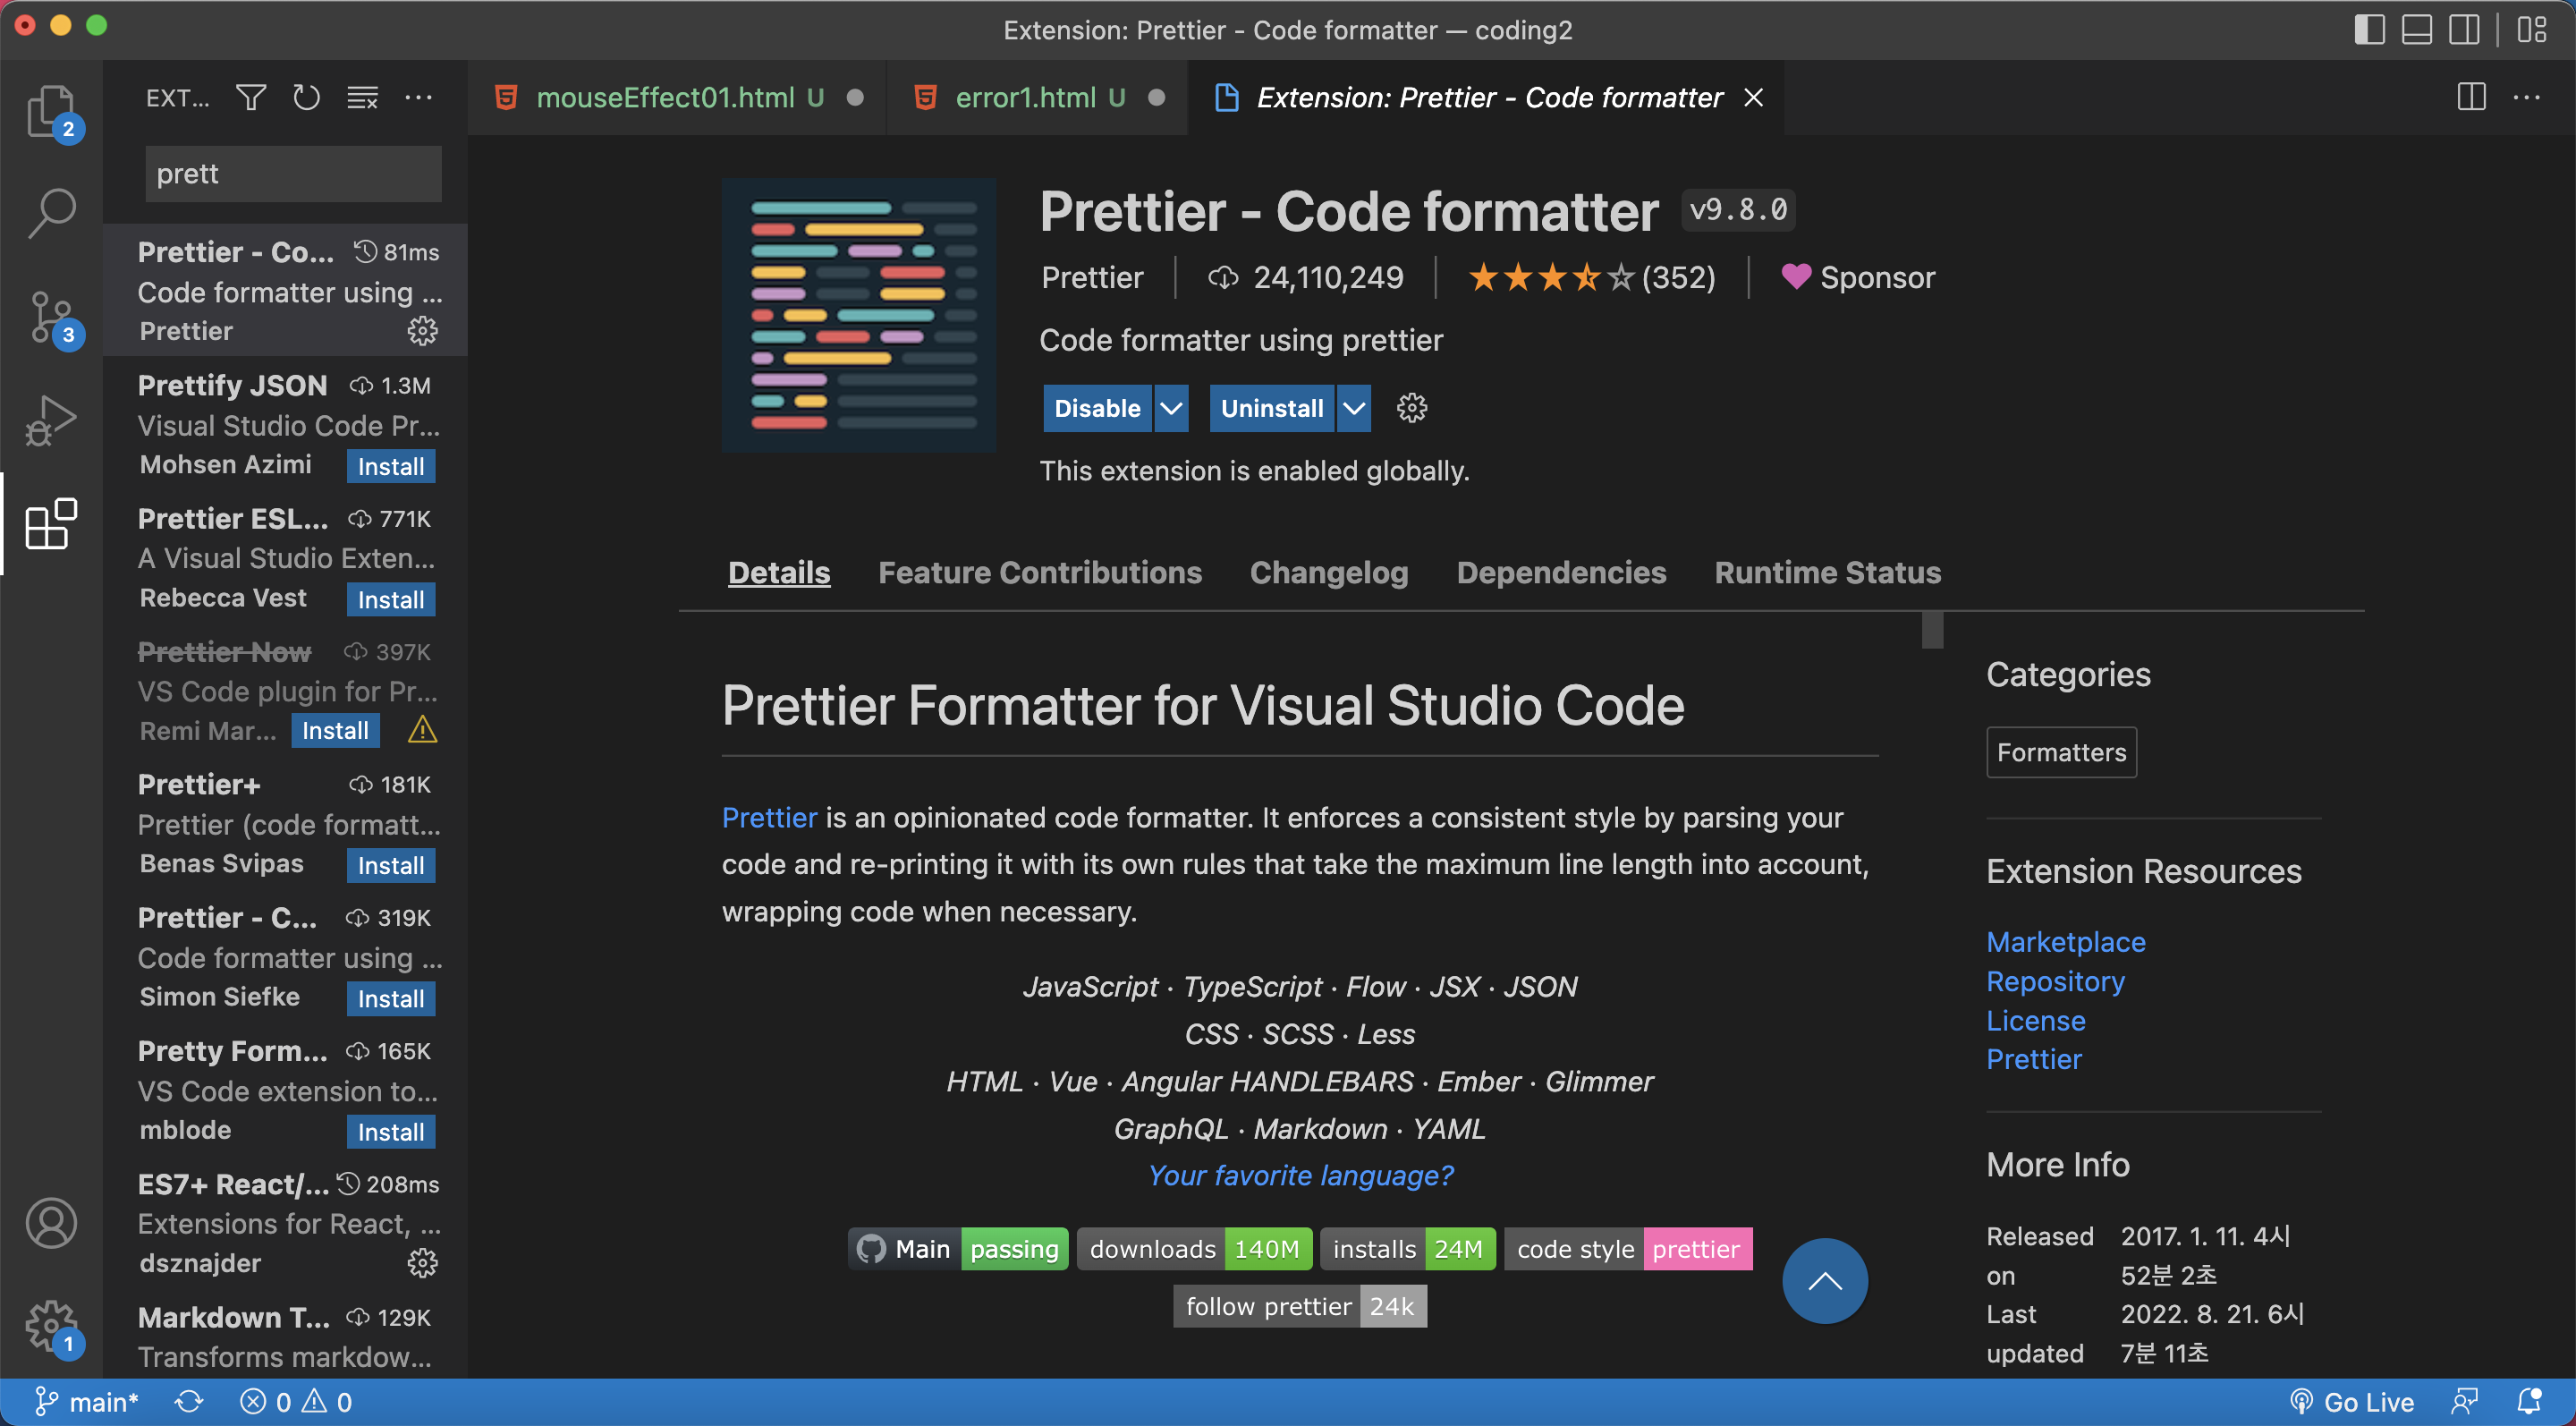 Extension: Prettier - Code formatter — coding2
EXT...
mouseEffect01.html U
error1.html U
Extension: Prettier - Code formatter
2
3
1
prett
Prettier - Co... 81ms
Code formatter using ...
Prettier
Prettify JSON 1.3M
Visual Studio Code Pr...
Mohsen Azimi Install
Prettier ESL... 771K
A Visual Studio Exten...
Rebecca Vest Install
Prettier Now 397K
VS Code plugin for Pr...
Remi Mar... Install
Prettier+ 181K
Prettier (code formatt...
Benas Svipas Install
Prettier - C... 319K
Code formatter using ...
Simon Siefke Install
Pretty Form... 165K
VS Code extension to...
mblode Install
ES7+ React/... 208ms
Extensions for React, ...
dsznajder
Markdown T... 129K
Transforms markdow...
Prettier - Code formatter v9.8.0
Prettier 24,110,249 (352) Sponsor
Code formatter using prettier
Disable Uninstall
This extension is enabled globally.
Details Feature Contributions Changelog Dependencies Runtime Status
Prettier Formatter for Visual Studio Code
Prettier is an opinionated code formatter. It enforces a consistent style by parsing your
code and re-printing it with its own rules that take the maximum line length into account,
wrapping code when necessary.
JavaScript · TypeScript · Flow · JSX · JSON
CSS · SCSS · Less
HTML · Vue · Angular HANDLEBARS · Ember · Glimmer
GraphQL · Markdown · YAML
Your favorite language?
Main passing downloads 140M installs 24M code style prettier
follow prettier 24k
Categories
Formatters
Extension Resources
Marketplace
Repository
License
Prettier
More Info
Released 2017. 1. 11. 4시
on 52분 2초
Last 2022. 8. 21. 6시
updated 7분 11초
main* 0 0 Go Live